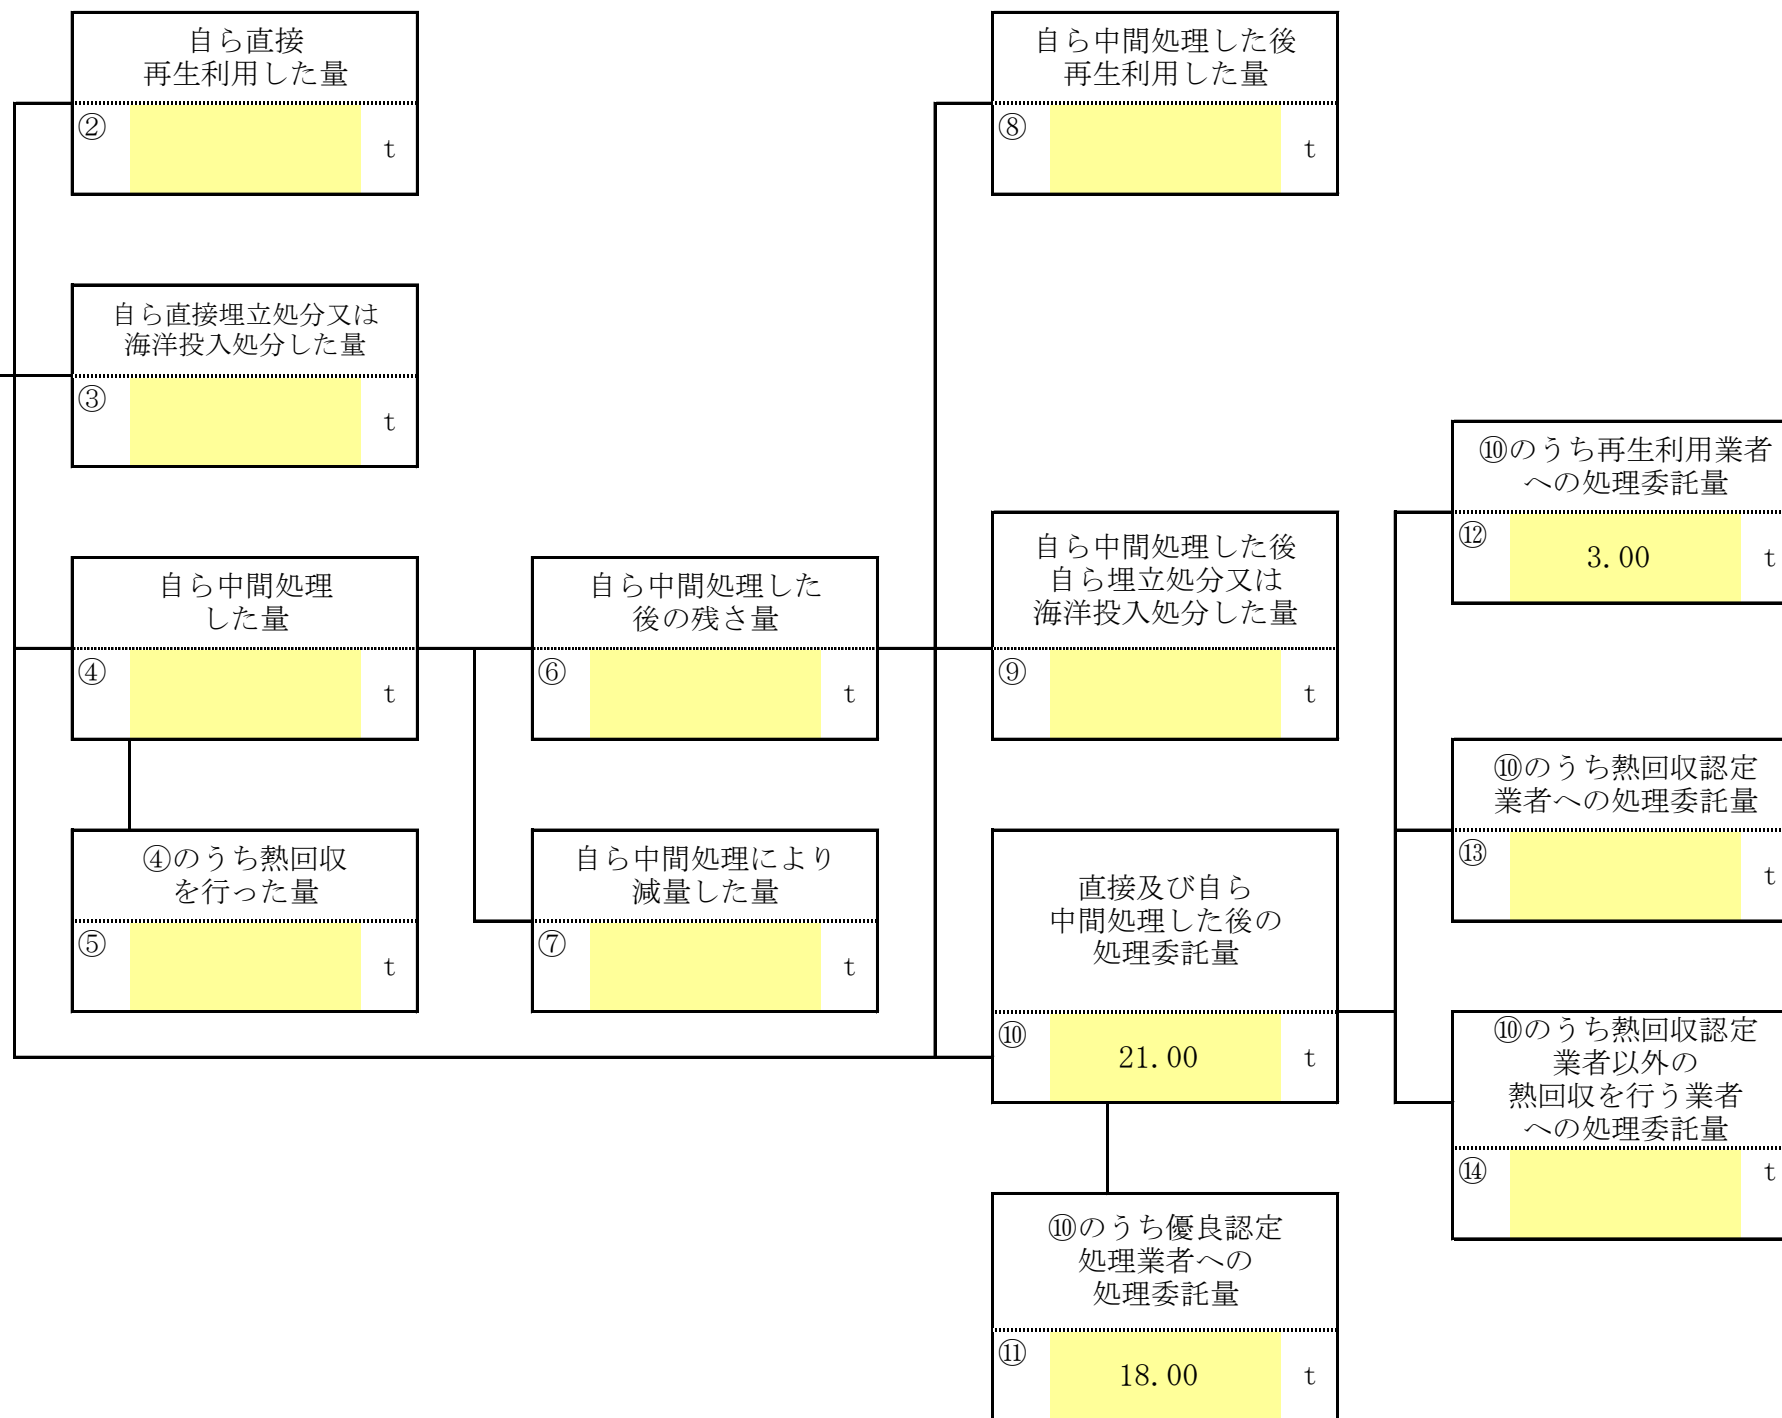 自ら直接
再生利用した量
②
t
自ら中間処理した後
再生利用した量
⑧
t
自ら直接埋立処分又は
海洋投入処分した量
③
t
⑩のうち再生利用業者
への処理委託量
⑫
3.00
t
自ら中間処理
した量
④
t
自ら中間処理した
後の残さ量
⑥
t
自ら中間処理した後
自ら埋立処分又は
海洋投入処分した量
⑨
t
⑩のうち熱回収認定
業者への処理委託量
⑬
t
④のうち熱回収
を行った量
⑤
t
自ら中間処理により
減量した量
⑦
t
直接及び自ら
中間処理した後の
処理委託量
⑩
21.00
t
⑩のうち熱回収認定
業者以外の
熱回収を行う業者
への処理委託量
⑭
t
⑩のうち優良認定
処理業者への
処理委託量
⑪
18.00
t